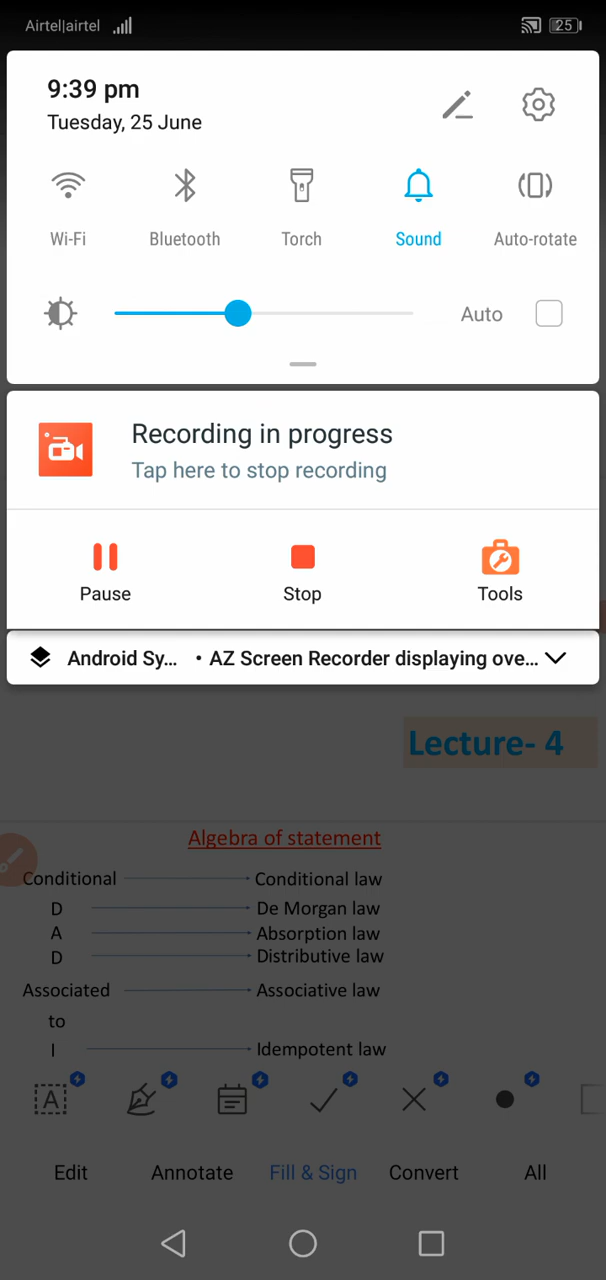 Airtel|airtel 25
9:39 pm
Tuesday, 25 June
Wi-Fi Bluetooth Torch Sound Auto-rotate
Auto
Recording in progress
Tap here to stop recording
Pause Stop Tools
Android Sy... • AZ Screen Recorder displaying ove...
Lecture- 4
Algebra of statement
Conditional Conditional law
D De Morgan law
A Absorption law
D Distributive law
Associated Associative law
to
I Idempotent law
A
Edit Annotate Fill & Sign Convert All